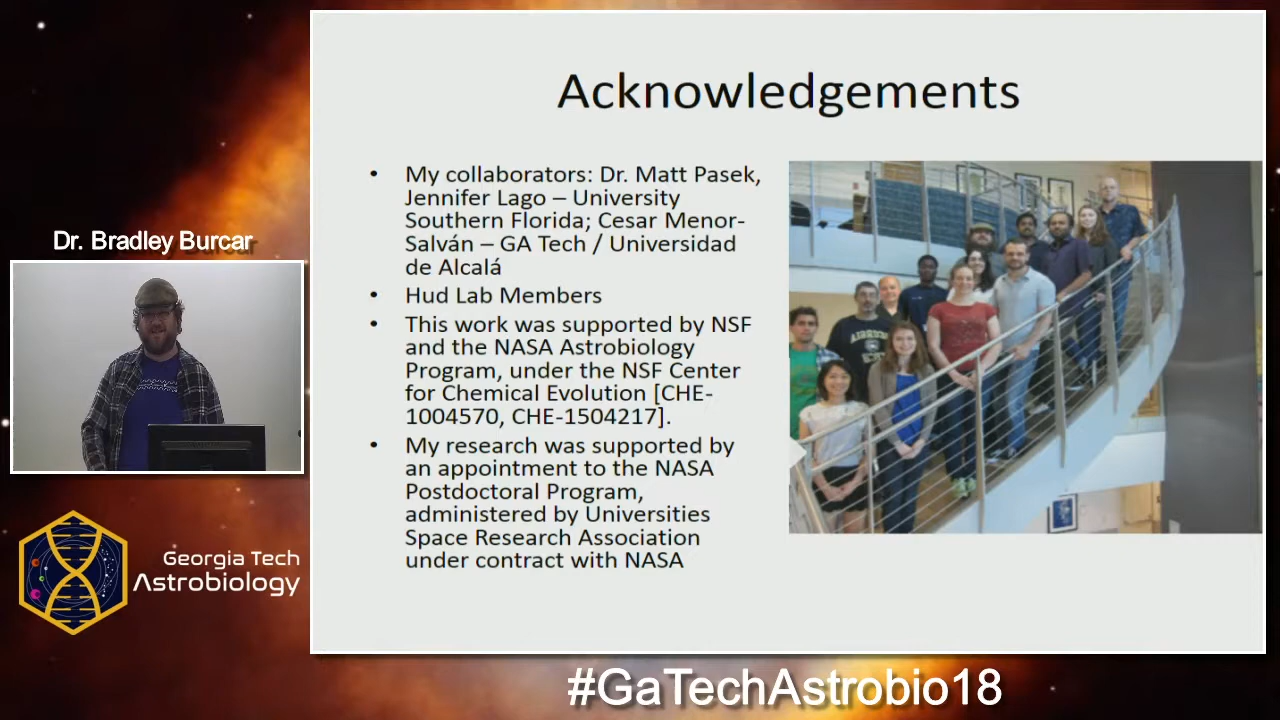 Acknowledgements
• My collaborators: Dr. Matt Pasek,
Jennifer Lago – University
Southern Florida; Cesar Menor-
Salván – GA Tech / Universidad
de Alcalá
• Hud Lab Members
• This work was supported by NSF
and the NASA Astrobiology
Program, under the NSF Center
for Chemical Evolution [CHE-
1004570, CHE-1504217].
• My research was supported by
an appointment to the NASA
Postdoctoral Program,
administered by Universities
Space Research Association
under contract with NASA
Dr. Bradley Burcar
Georgia Tech
Astrobiology
#GaTechAstrobio18